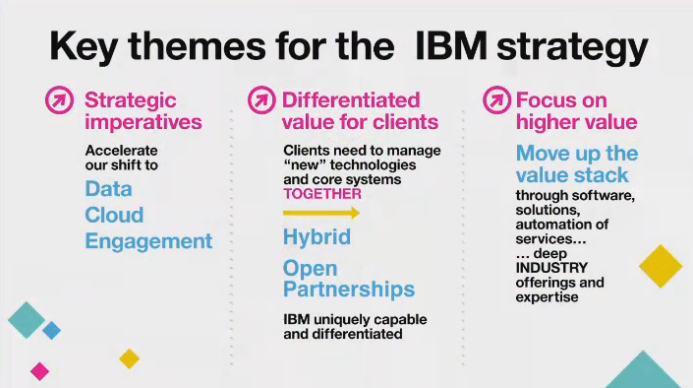 Key themes for the IBM strategy
Strategic
imperatives
Accelerate
our shift to
Data
Cloud
Engagement
Differentiated
value for clients
Clients need to manage
“new” technologies
and core systems
TOGETHER
Hybrid
Open
Partnerships
IBM uniquely capable
and differentiated
Focus on
higher value
Move up the
value stack
through software,
solutions,
automation of
services...
... deep
INDUSTRY
offerings and
expertise